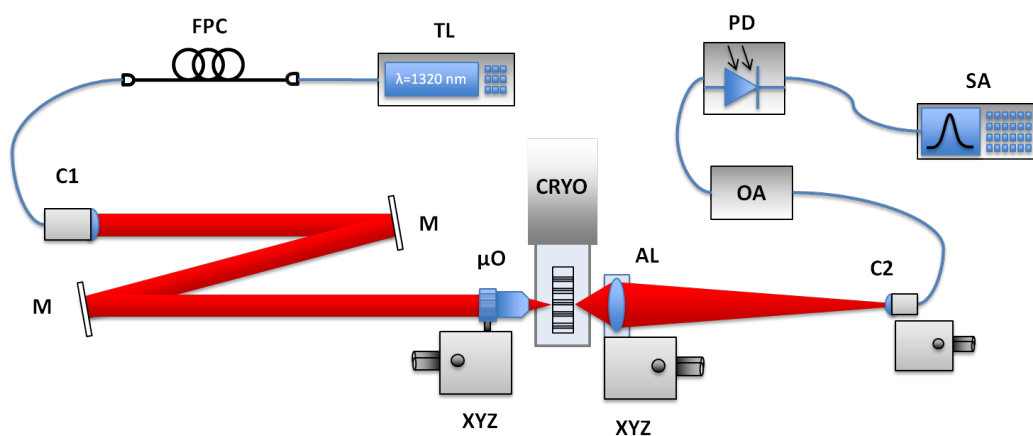 FPC
TL
λ=1320 nm
PD
SA
C1
M
M
CRYO
μO
XYZ
AL
XYZ
OA
C2